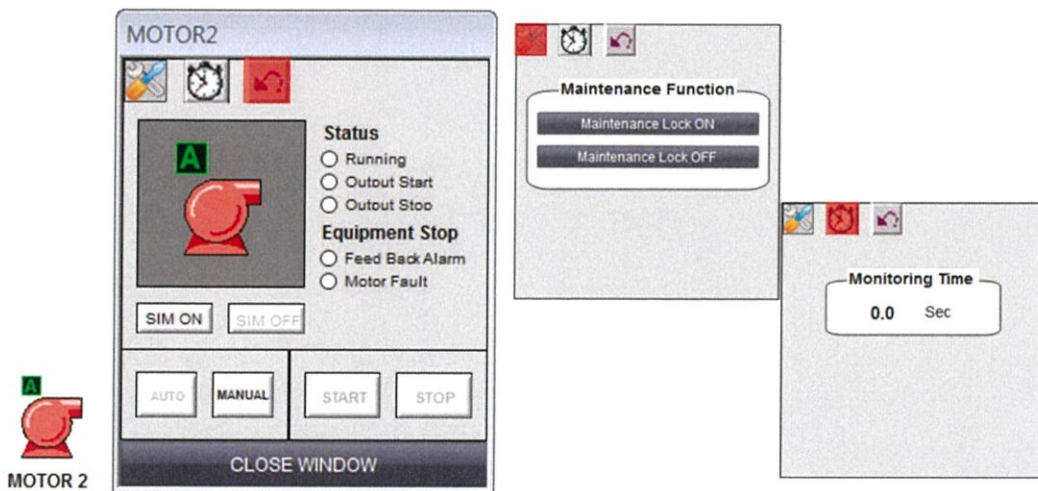 MOTOR2
A
Status
Running
Outout Start
Outout Stoo
Equipment Stop
Feed Back Alarm
Motor Fault
SIM ON
SIM OFF
AUTO
MANUAL
START
STOP
CLOSE WINDOW
A
MOTOR 2
Maintenance Function
Maintenance Lock ON
Maintenance Lock OFF
Monitoring Time
0.0 Sec